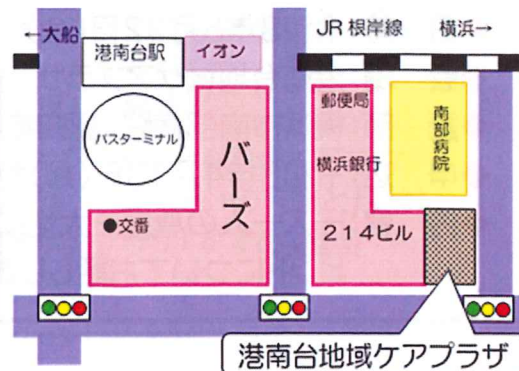 ←大船
港南台駅
イオン
JR根岸線
横浜→
バスターミナル
バーズ
郵便局
横浜銀行
南部病院
●交番
214ビル
港南台地域ケアプラザ